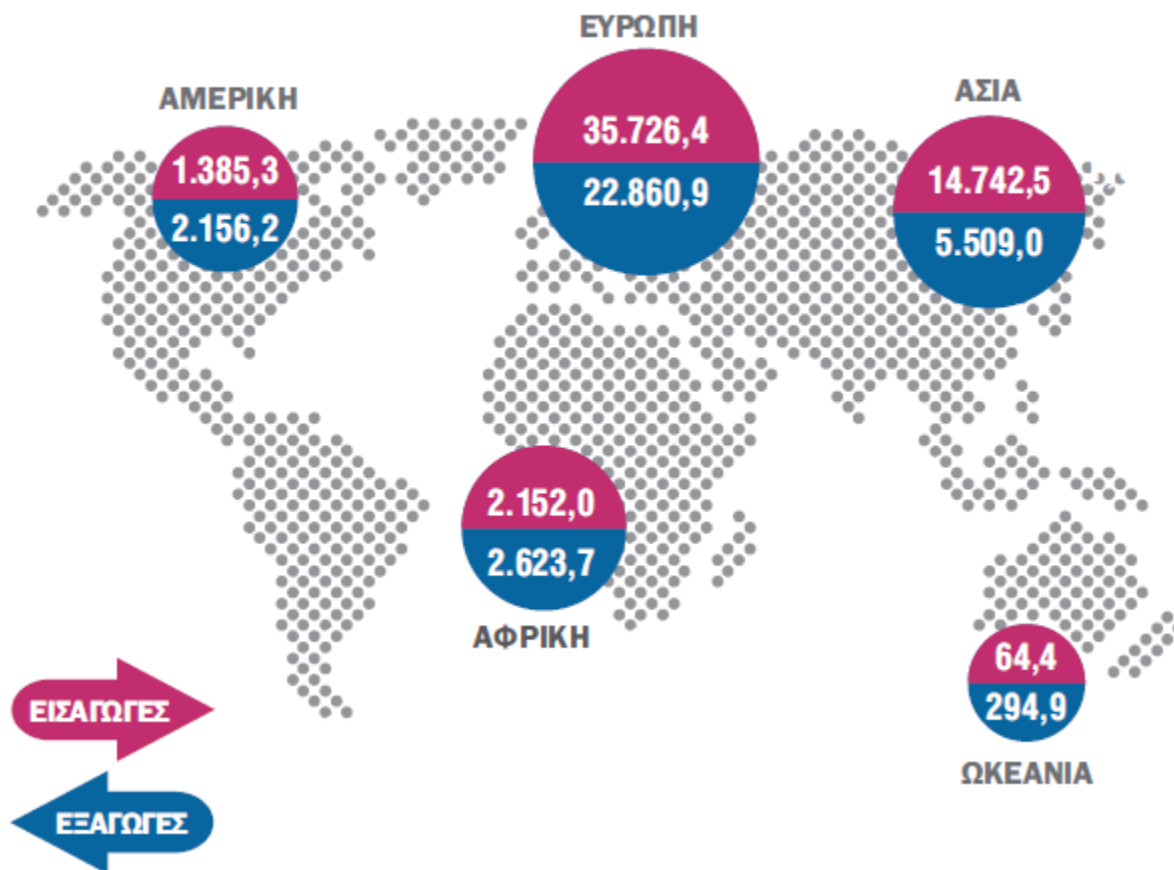 ΕΥΡΩΠΗ
35.726,4
22.860,9
ΑΜΕΡΙΚΗ
1.385,3
2.156,2
ΑΣΙΑ
14.742,5
5.509,0
2.152,0
2.623,7
ΑΦΡΙΚΗ
64,4
294,9
ΩΚΕΑΝΙΑ
ΕΙΣΑΓΩΓΕΣ
ΕΞΑΓΩΓΕΣ